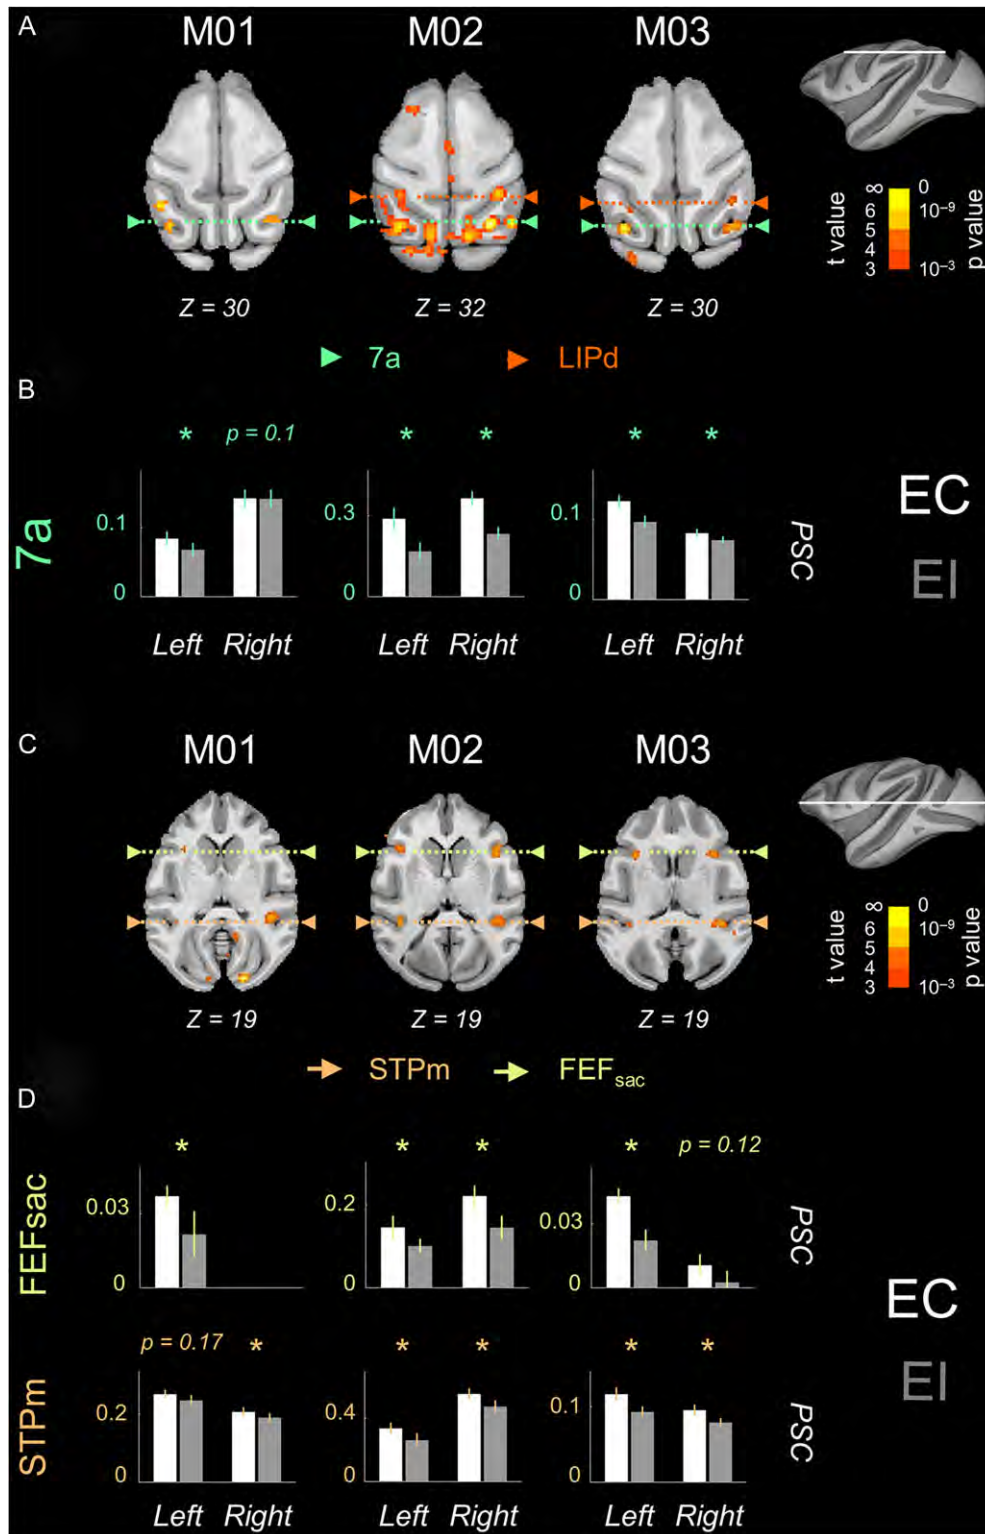 A
M01 M02 M03
t value
∞ 6 5 4 3
0 10⁻⁹ 10⁻³
p value
Z = 30 Z = 32 Z = 30
7a LIPd
B
7a
* p = 0.1 * * * *
0.1 0
0.3 0
0.1 0
PSC
EC
EI
Left Right Left Right Left Right
C
M01 M02 M03
t value
∞ 6 5 4 3
0 10⁻⁹ 10⁻³
p value
Z = 19 Z = 19 Z = 19
STPm FEFsac
D
FEFsac
* * * * p = 0.12
0.03 0
0.2 0
0.03 0
PSC
EC
EI
STPm
p = 0.17 * * * * *
0.2 0
0.4 0
0.1 0
PSC
Left Right Left Right Left Right